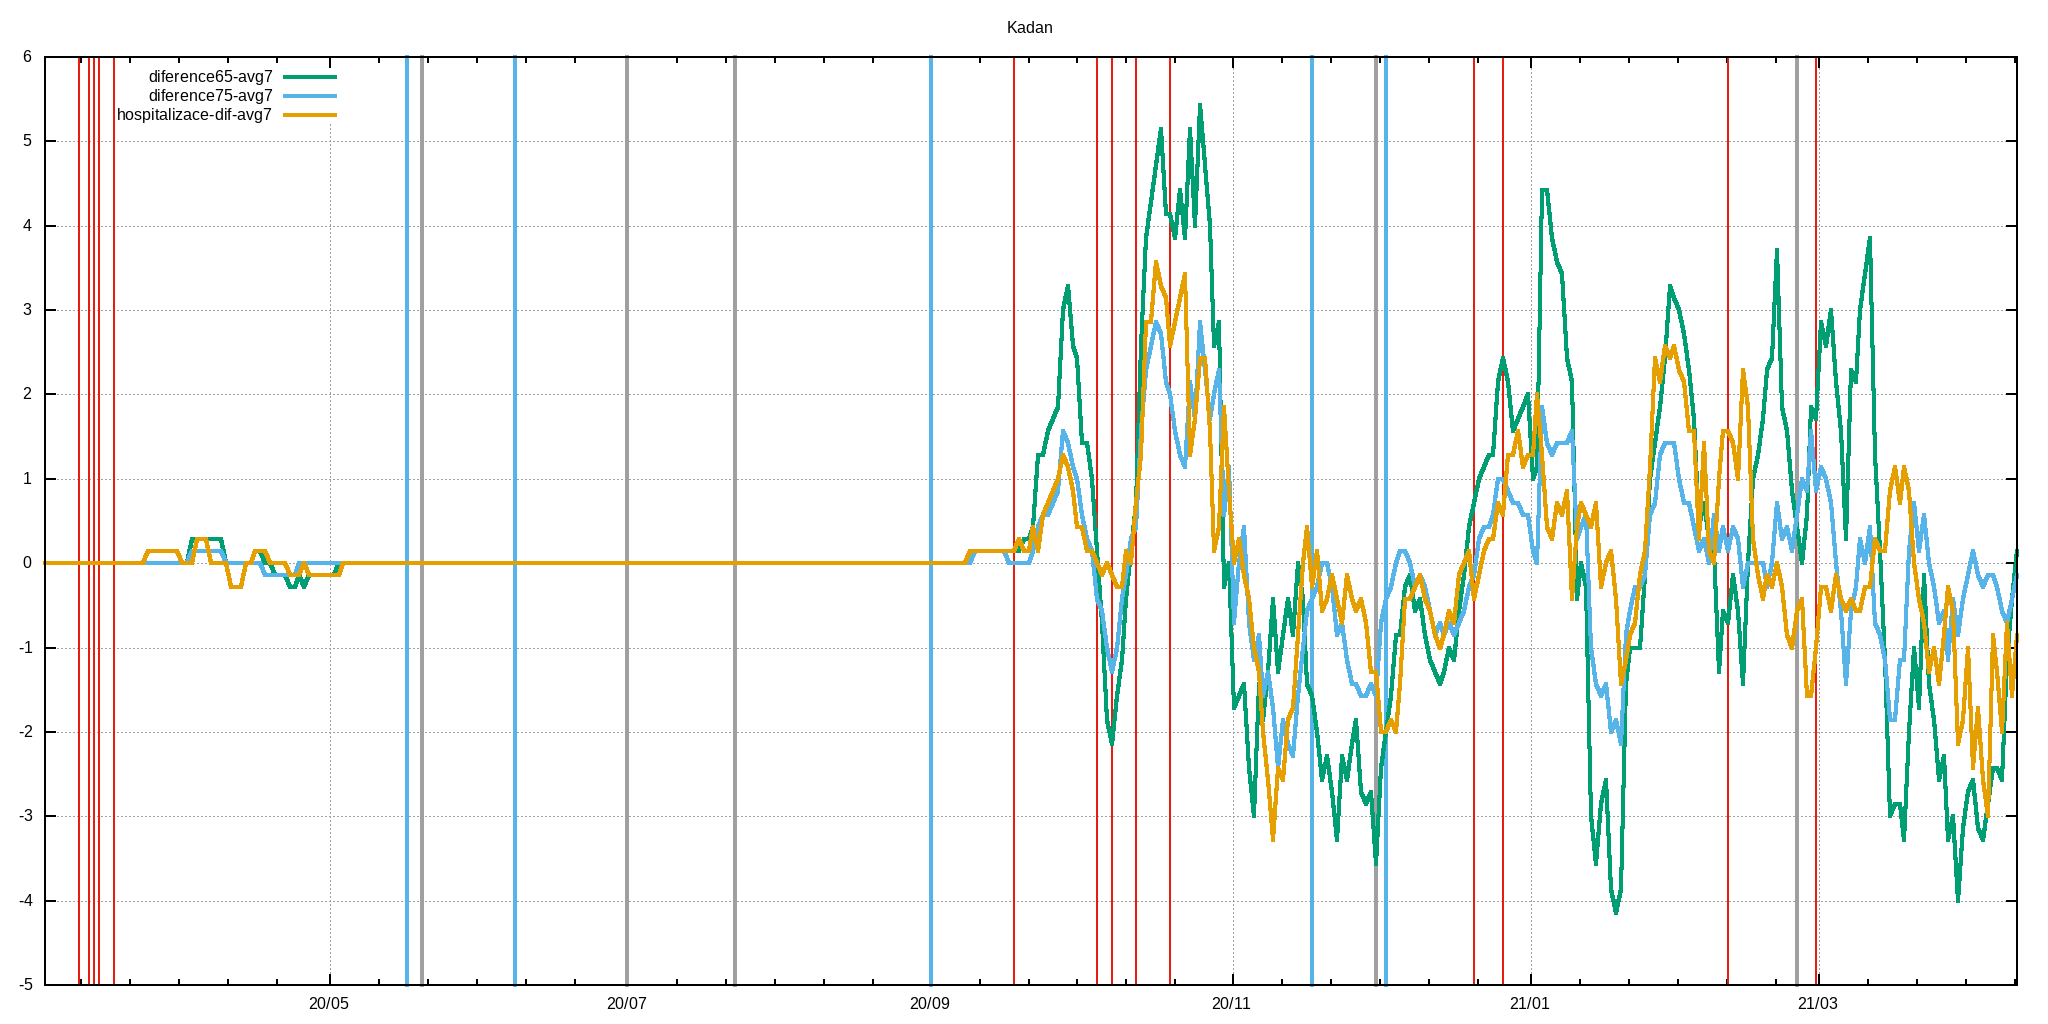 Kadan
6
diference65-avg7
diference75-avg7
hospitalizace-dif-avg7
5
4
3
2
1
0
-1
-2
-3
-4
-5
20/05 20/07 20/09 20/11 21/01 21/03